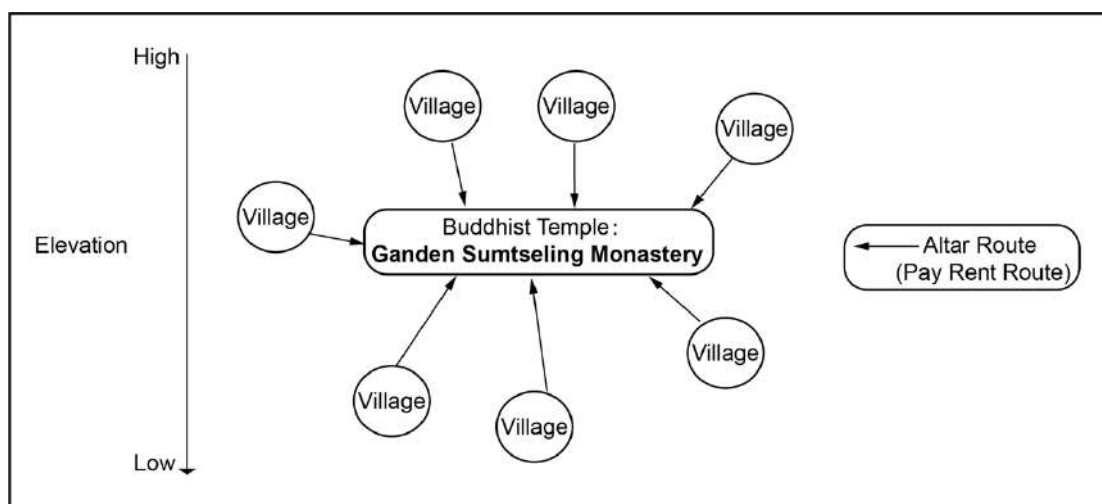 High
Village
Village
Village
Village
Elevation
Buddhist Temple:
Ganden Sumtseling Monastery
Altar Route
(Pay Rent Route)
Village
Village
Village
Low